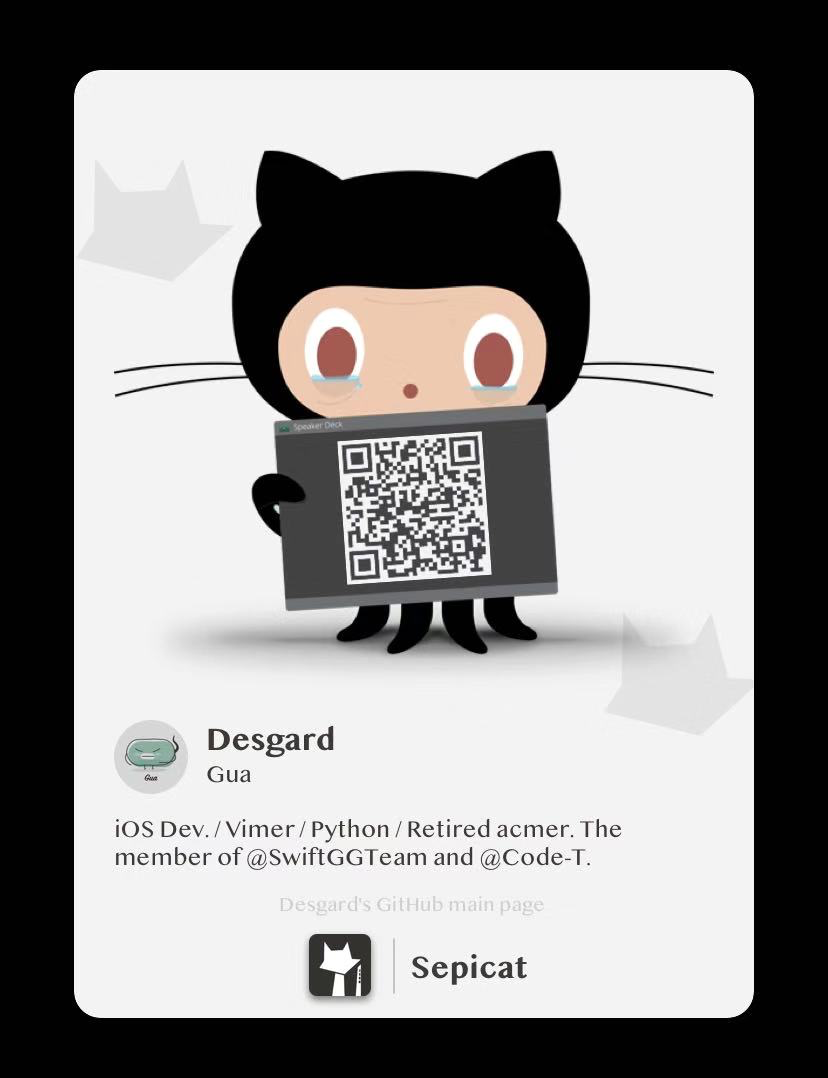 Speaker Deck
Gua
Desgard
Gua
iOS Dev. / Vimer / Python / Retired acmer. The
member of @SwiftGGTeam and @Code-T.
Desgard's GitHub main page
Sepicat